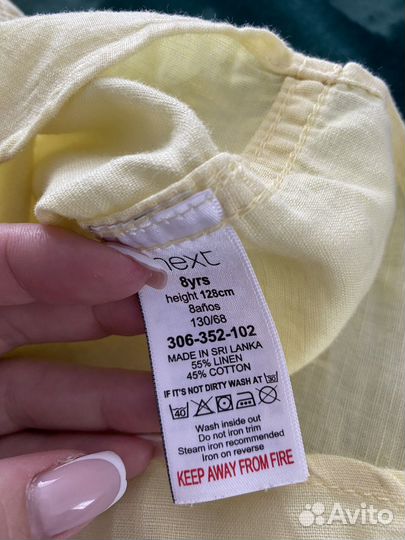 next
8yrs
height 128cm
8años
130/68
306-352-102
MADE IN SRI LANKA
55% LINEN
45% COTTON
IF IT'S NOT DIRTY WASH AT 30
40
Wash inside out
Do not iron trim
Steam iron recommended
Iron on reverse
KEEP AWAY FROM FIRE
Avito